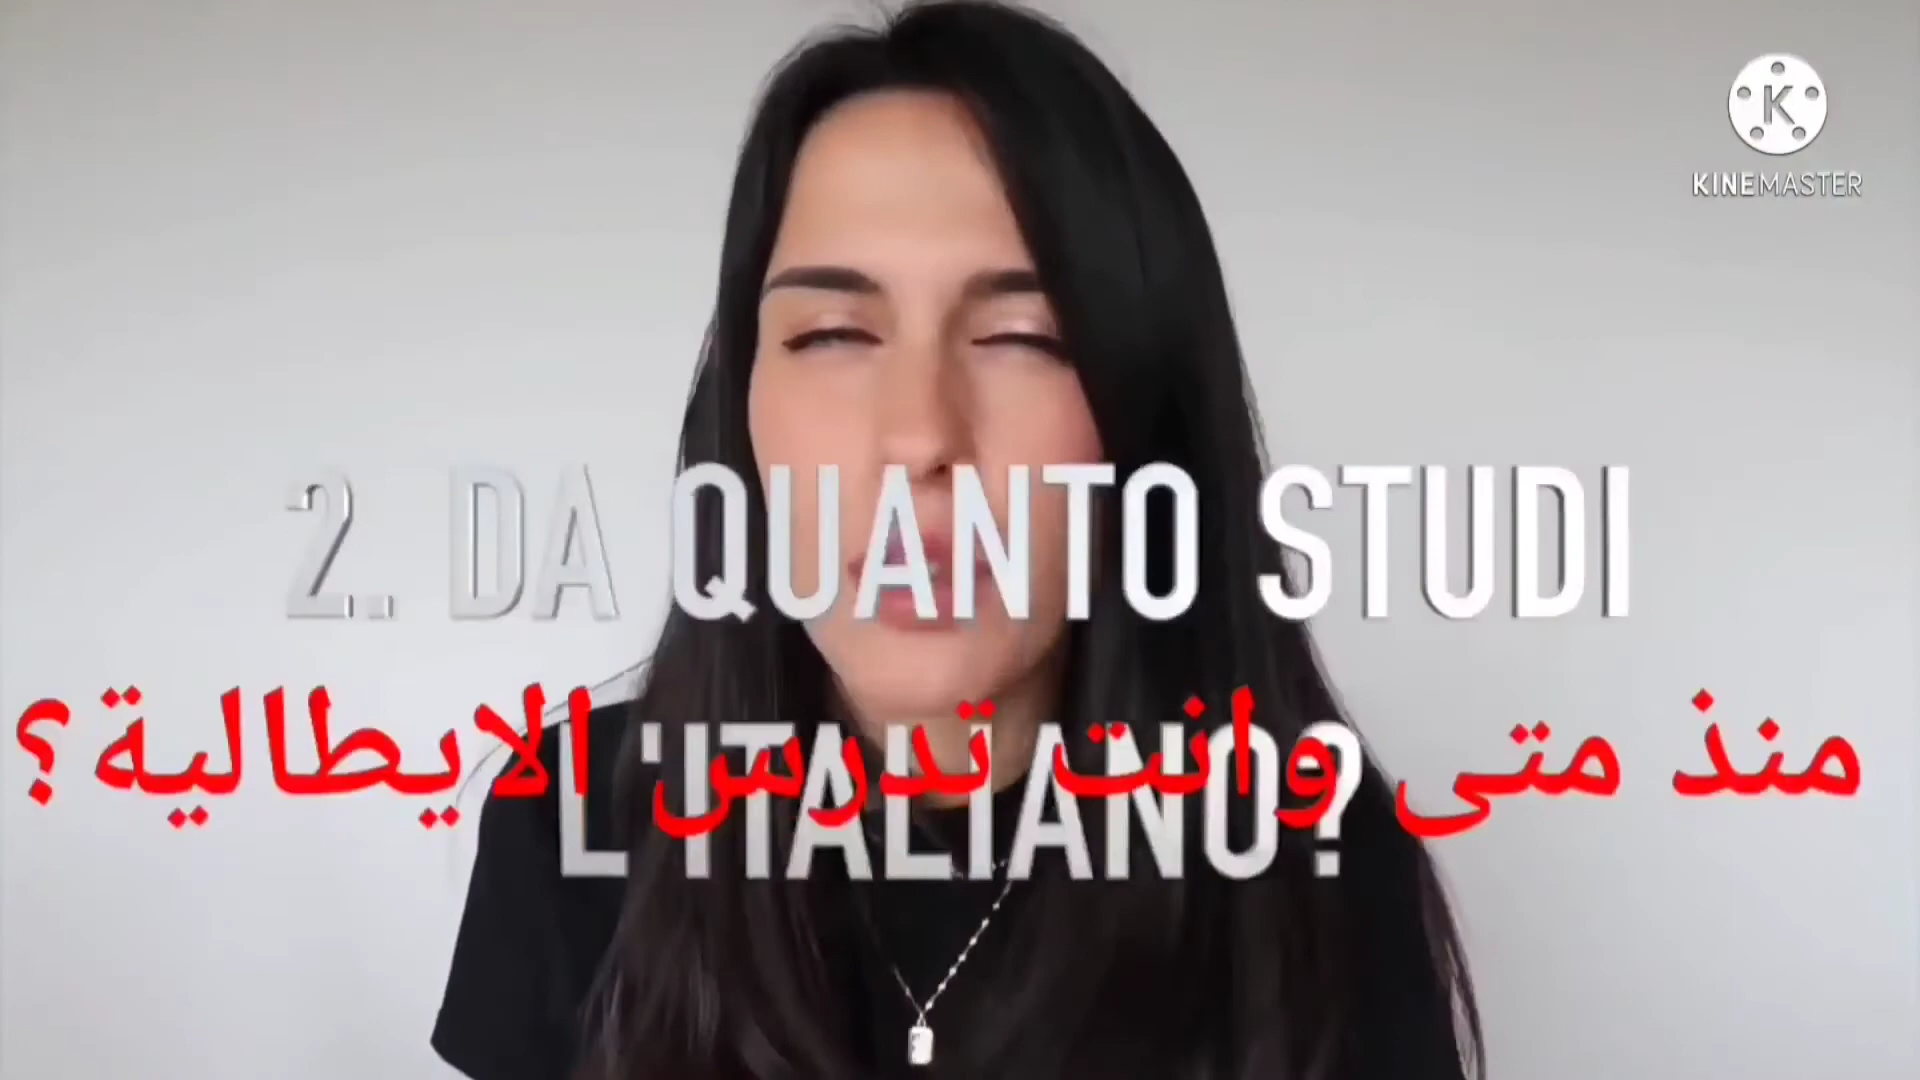 KINEMASTER
2. DA QUANTO STUDI
منذ متى وانت تدرس الايطالية؟
L'ITALIANO?